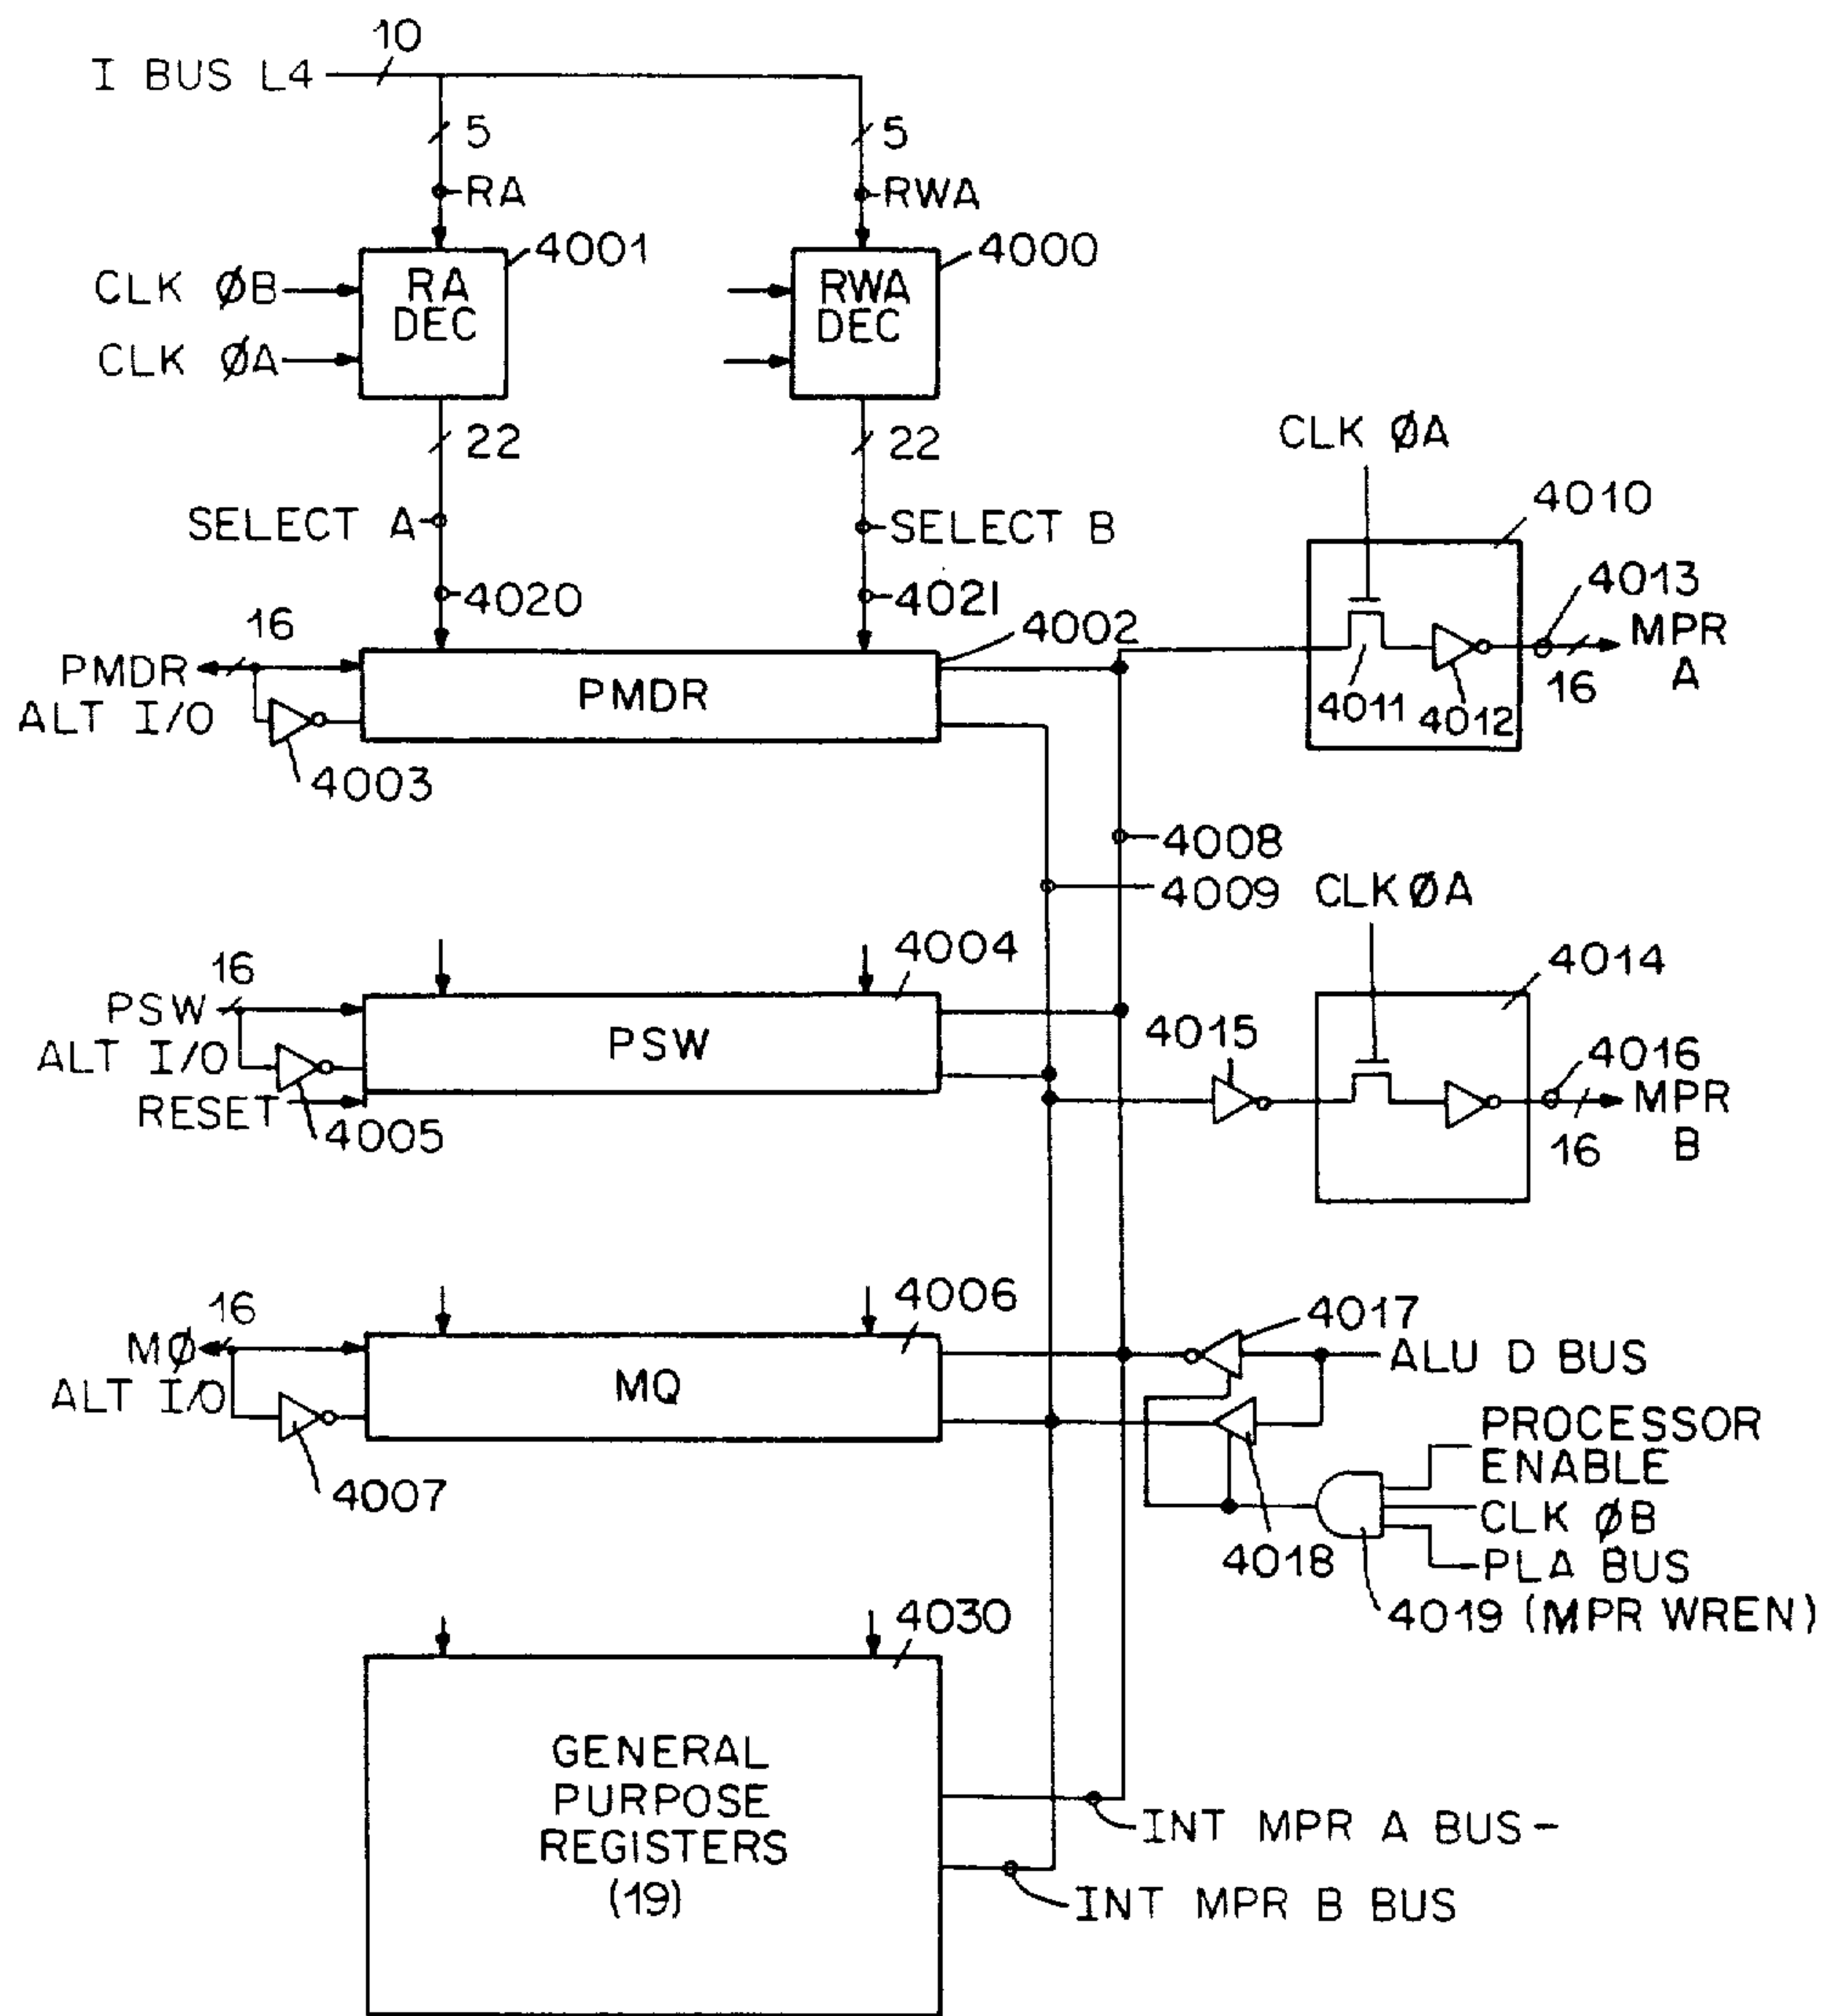 10
I BUS L4
5
5
RA
RWA
4001
4000
CLK ØB
RA
DEC
RWA
DEC
CLK ØA
22
22
CLK ØA
SELECT A
SELECT B
4010
4020
4021
4013
16
4002
MPR
A
PMDR
ALT I/O
PMDR
4011
4012
16
4003
4008
4009
CLK ØA
16
4004
4014
PSW
ALT I/O
PSW
4015
4016
MPR
B
RESET
4005
16
16
4006
4017
MØ
ALT I/O
MQ
ALU D BUS
PROCESSOR
ENABLE
4007
CLK ØB
4018
PLA BUS
4019 (MPR WREN)
4030
GENERAL
PURPOSE
REGISTERS
(19)
INT MPR A BUS -
INT MPR B BUS